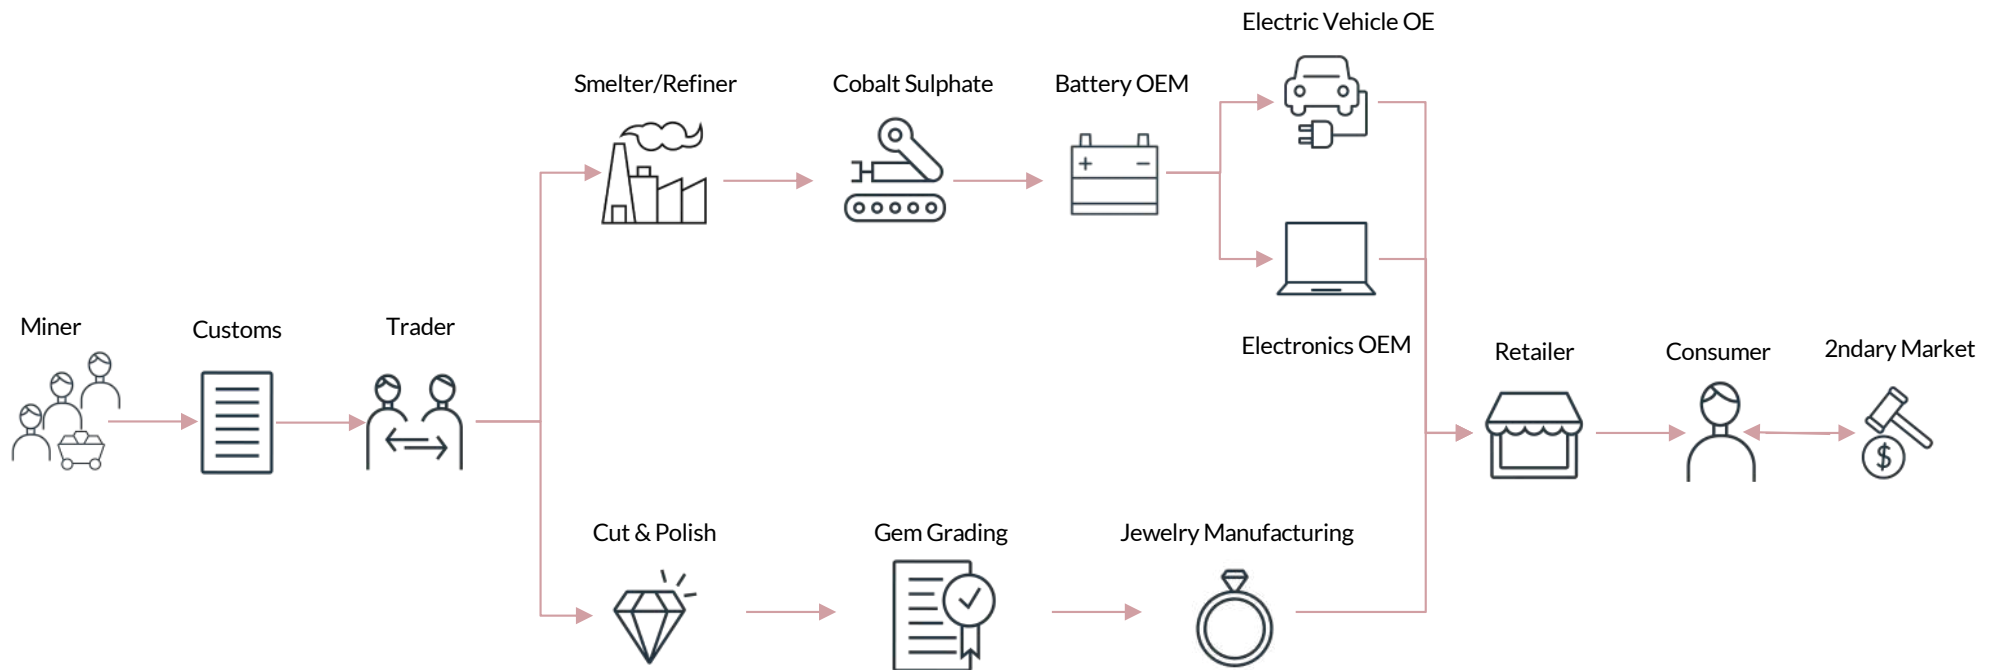 Electric Vehicle OE
Smelter/Refiner
Cobalt Sulphate
Battery OEM
Miner
Customs
Trader
Electronics OEM
Retailer
Consumer
2ndary Market
Cut & Polish
Gem Grading
Jewelry Manufacturing